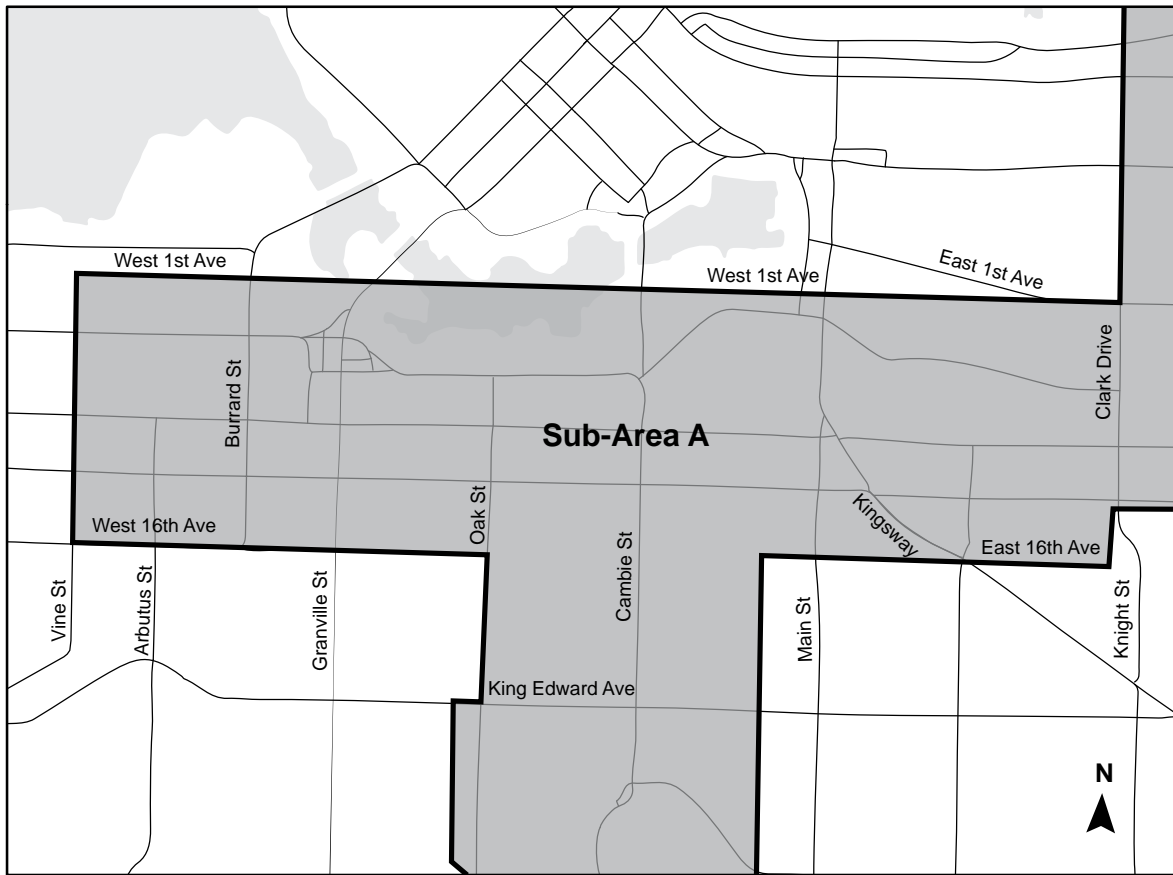 West 1st Ave
West 1st Ave
East 1st Ave
Burrard St
Clark Drive
Sub-Area A
Oak St
Kingsway
West 16th Ave
East 16th Ave
Cambie St
Vine St
Arbutus St
Granville St
Main St
Knight St
King Edward Ave
N